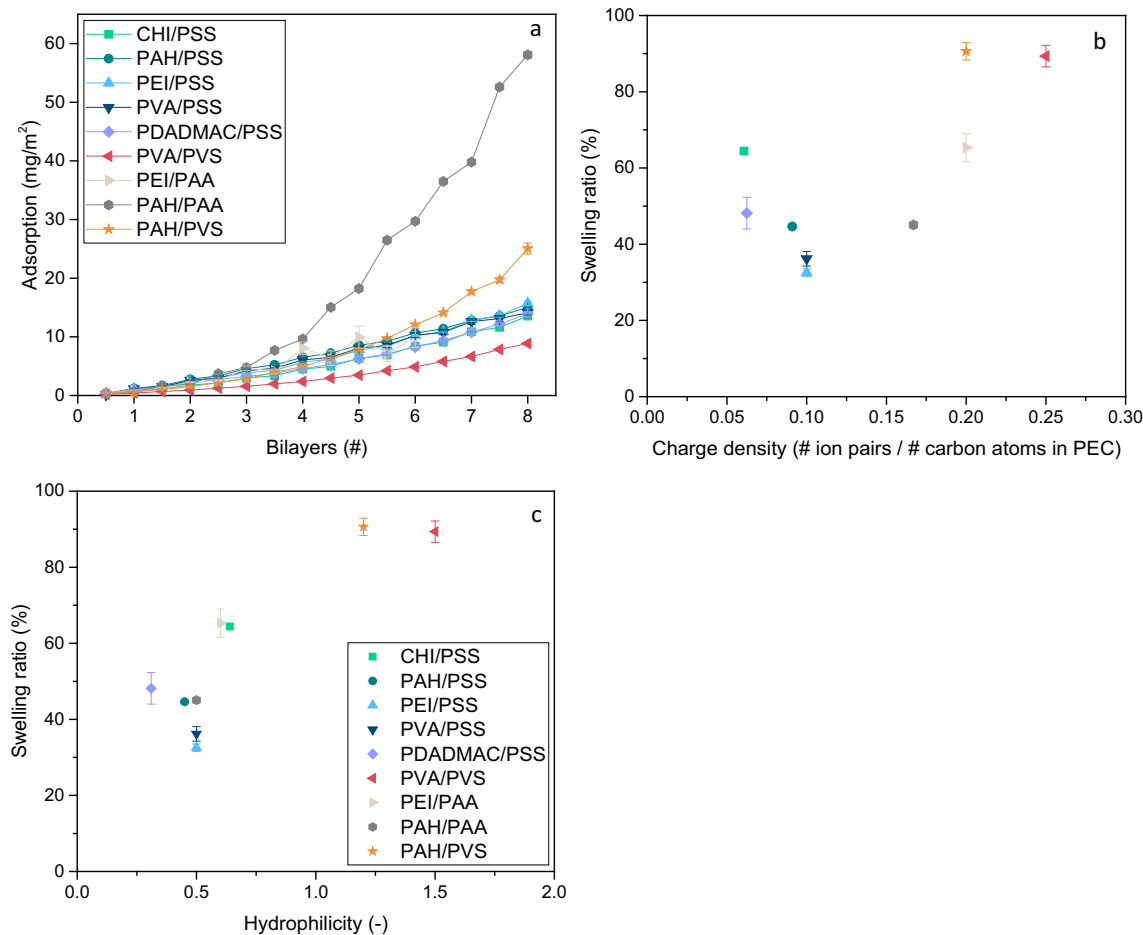 a
CHI/PSS
PAH/PSS
PEI/PSS
PVA/PSS
PDADMAC/PSS
PVA/PVS
PEI/PAA
PAH/PAA
PAH/PVS
Adsorption (mg/m²)
60
50
40
30
20
10
0
0 1 2 3 4 5 6 7 8
Bilayers (#)
b
Swelling ratio (%)
100
80
60
40
20
0
0.00 0.05 0.10 0.15 0.20 0.25 0.30
Charge density (# ion pairs / # carbon atoms in PEC)
c
Swelling ratio (%)
100
80
60
40
20
0
CHI/PSS
PAH/PSS
PEI/PSS
PVA/PSS
PDADMAC/PSS
PVA/PVS
PEI/PAA
PAH/PAA
PAH/PVS
0.0 0.5 1.0 1.5 2.0
Hydrophilicity (-)